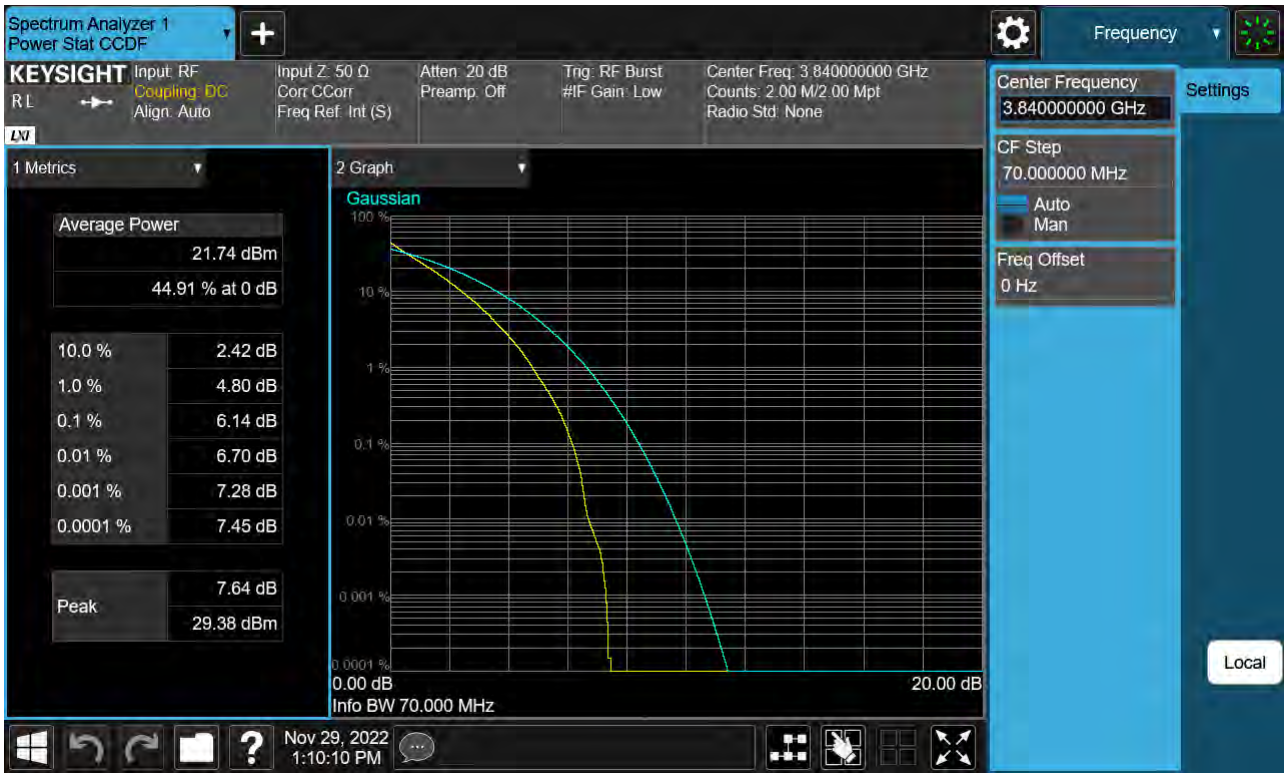 Spectrum Analyzer 1
Power Stat CCDF
+
Frequency
KEYSIGHT
RL
LXI
Input: RF
Coupling: DC
Align: Auto
Input Z: 50 Ω
Corr CCorr
Freq Ref: Int (S)
Atten: 20 dB
Preamp: Off
Trig: RF Burst
#IF Gain: Low
Center Freq: 3.840000000 GHz
Counts: 2.00 M/2.00 Mpt
Radio Std: None
Center Frequency
3.840000000 GHz
Settings
CF Step
70.000000 MHz
Auto
Man
Freq Offset
0 Hz
1 Metrics
Average Power
21.74 dBm
44.91 % at 0 dB
10.0 % 2.42 dB
1.0 % 4.80 dB
0.1 % 6.14 dB
0.01 % 6.70 dB
0.001 % 7.28 dB
0.0001 % 7.45 dB
Peak
7.64 dB
29.38 dBm
2 Graph
Gaussian
100 %
10 %
1 %
0.1 %
0.01 %
0.001 %
0.0001 %
0.00 dB 20.00 dB
Info BW 70.000 MHz
Local
?
Nov 29, 2022
1:10:10 PM